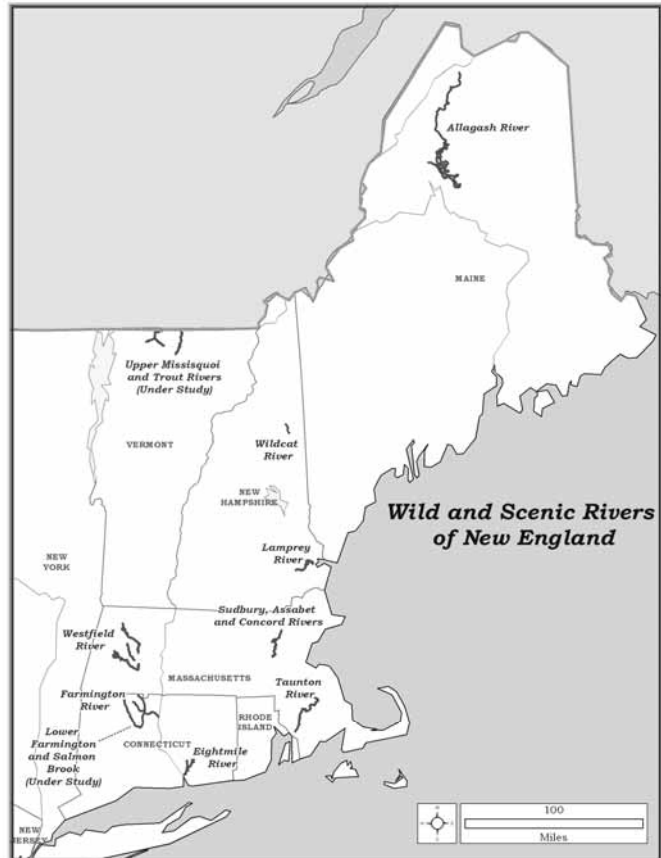 Allagash River
MAINE
Upper Missisquoi
and Trout Rivers
(Under Study)
VERMONT
Wildcat
River
NEW
HAMPSHIRE
Wild and Scenic Rivers
of New England
NEW
YORK
Lamprey
River
Sudbury, Assabet
and Concord Rivers
Westfield
River
MASSACHUSETTS
Taunton
River
Farmington
River
RHODE
ISLAND
Lower
Farmington
and Salmon
Brook
(Under Study)
CONNECTICUT
Eightmile
River
NEW
JERSEY
100
Miles